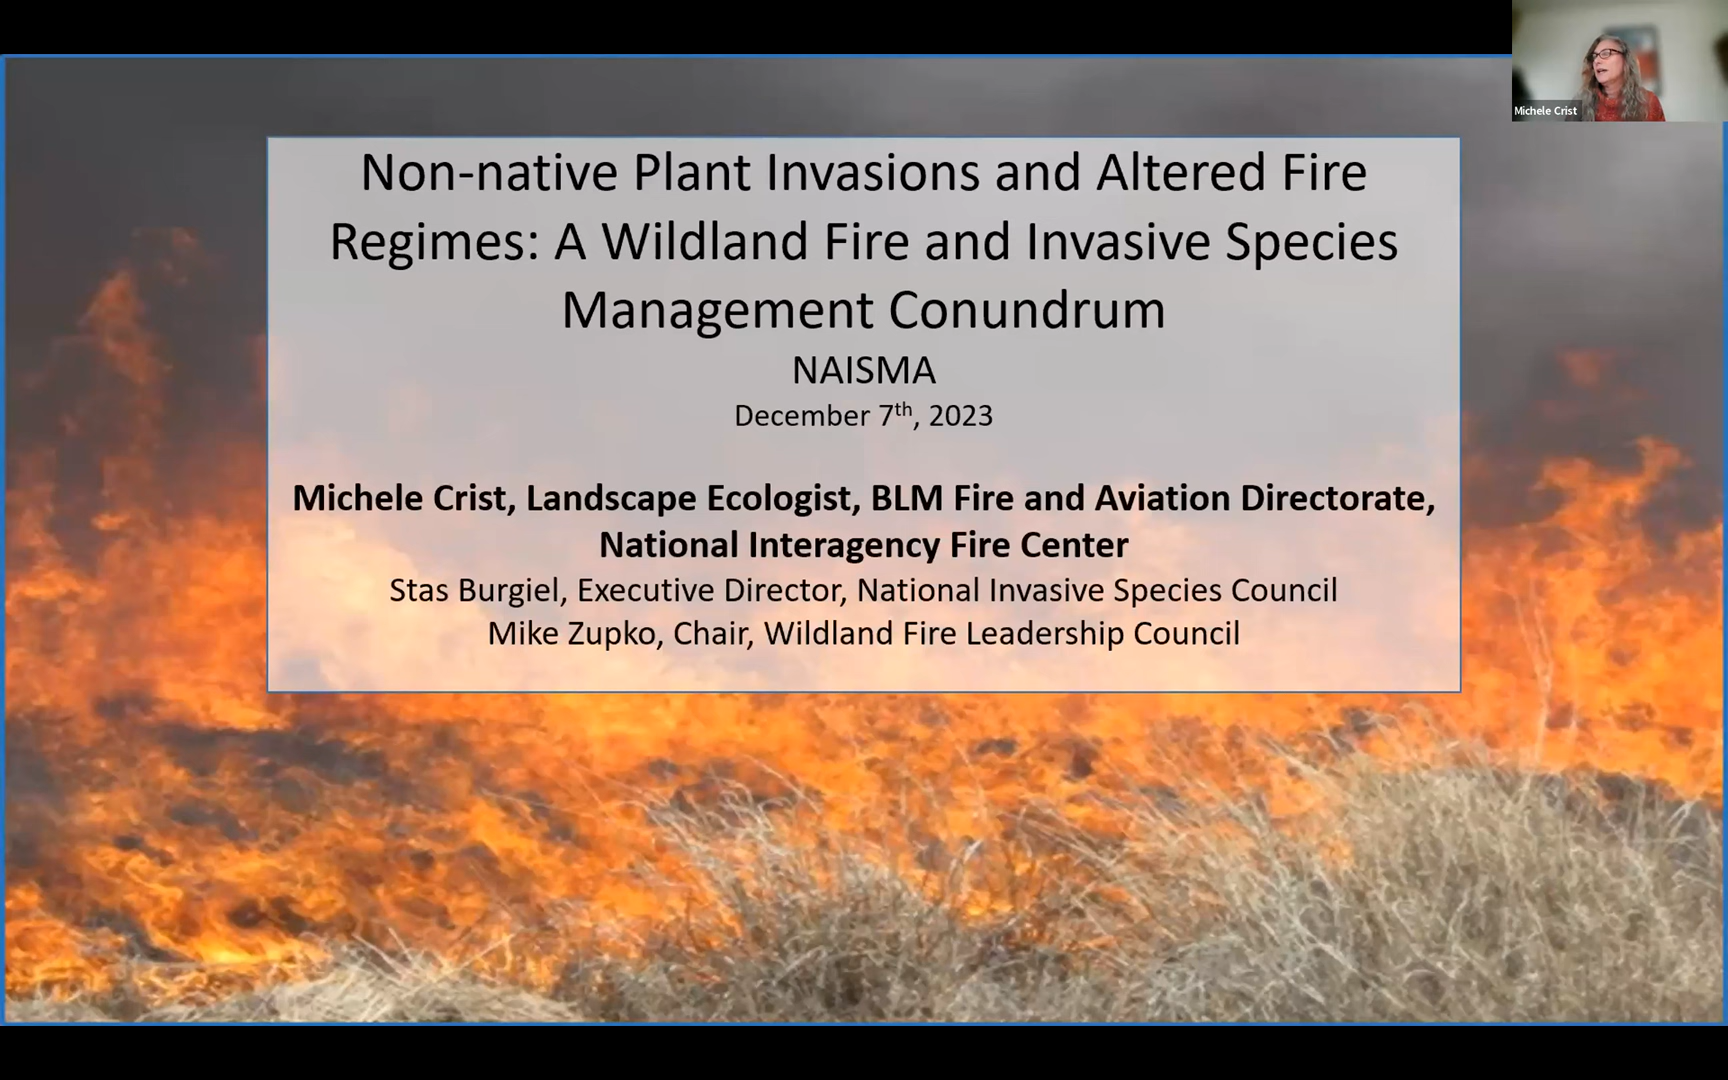 Michele Crist
Non-native Plant Invasions and Altered Fire
Regimes: A Wildland Fire and Invasive Species
Management Conundrum
NAISMA
December 7th, 2023
Michele Crist, Landscape Ecologist, BLM Fire and Aviation Directorate,
National Interagency Fire Center
Stas Burgiel, Executive Director, National Invasive Species Council
Mike Zupko, Chair, Wildland Fire Leadership Council